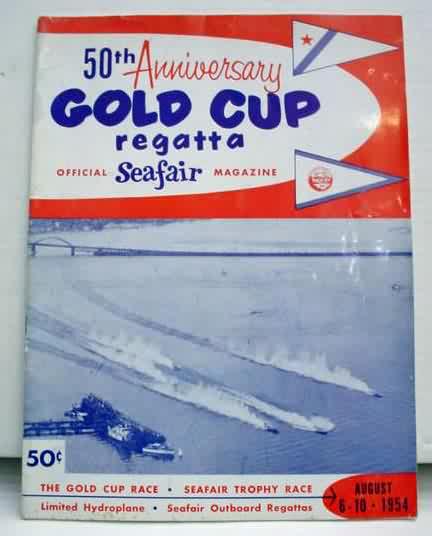 50th Anniversary
GOLD CUP
regatta
OFFICIAL Seafair MAGAZINE
50¢
THE GOLD CUP RACE • SEAFAIR TROPHY RACE
Limited Hydroplane • Seafair Outboard Regattas
AUGUST
6-10 • 1954